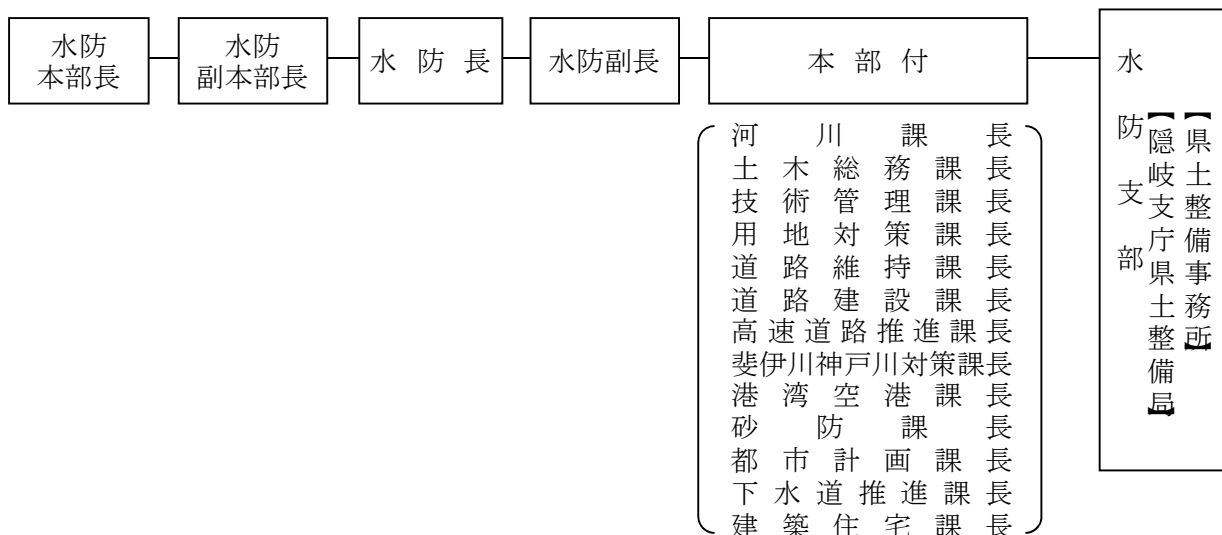 水防
本部長
水防
副本部長
水防長
水防副長
本部付
河川課長
土木総務課長
技術管理課長
用地対策課長
道路維持課長
道路建設課長
高速道路推進課長
斐伊川神戸川対策課長
港湾空港課長
砂防課長
都市計画課長
下水道推進課長
建築住宅課長
水防支部
【県土整備事務所】
【隠岐支庁県土整備局】